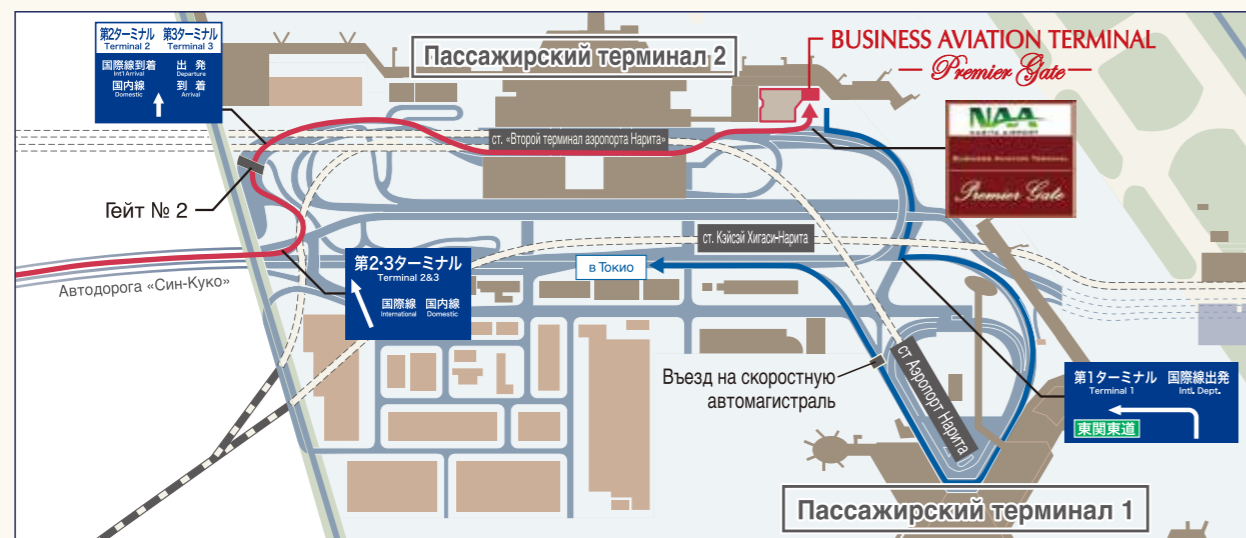 第2ターミナル 第3ターミナル
Terminal 2 Terminal 3
国際線到着 出発
Int'l Arrival Departure
国内線 到着
Domestic Arrival
Пассажирский терминал 2
BUSINESS AVIATION TERMINAL
Premier Gate
NAA
NARITA AIRPORT
BUSINESS AVIATION TERMINAL
Premier Gate
ст. «Второй терминал аэропорта Нарита»
Гейт № 2
ст. Кэйсэй Хигаси-Нарита
Автодорога «Син-Куко»
第2・3ターミナル
Terminal 2&3
国際線 国内線
International Domestic
в Токио
Въезд на скоростную
автомагистраль
ст Аэропорт Нарита
第1ターミナル 国際線出発
Terminal 1 Intl. Dept.
東関東道
Пассажирский терминал 1